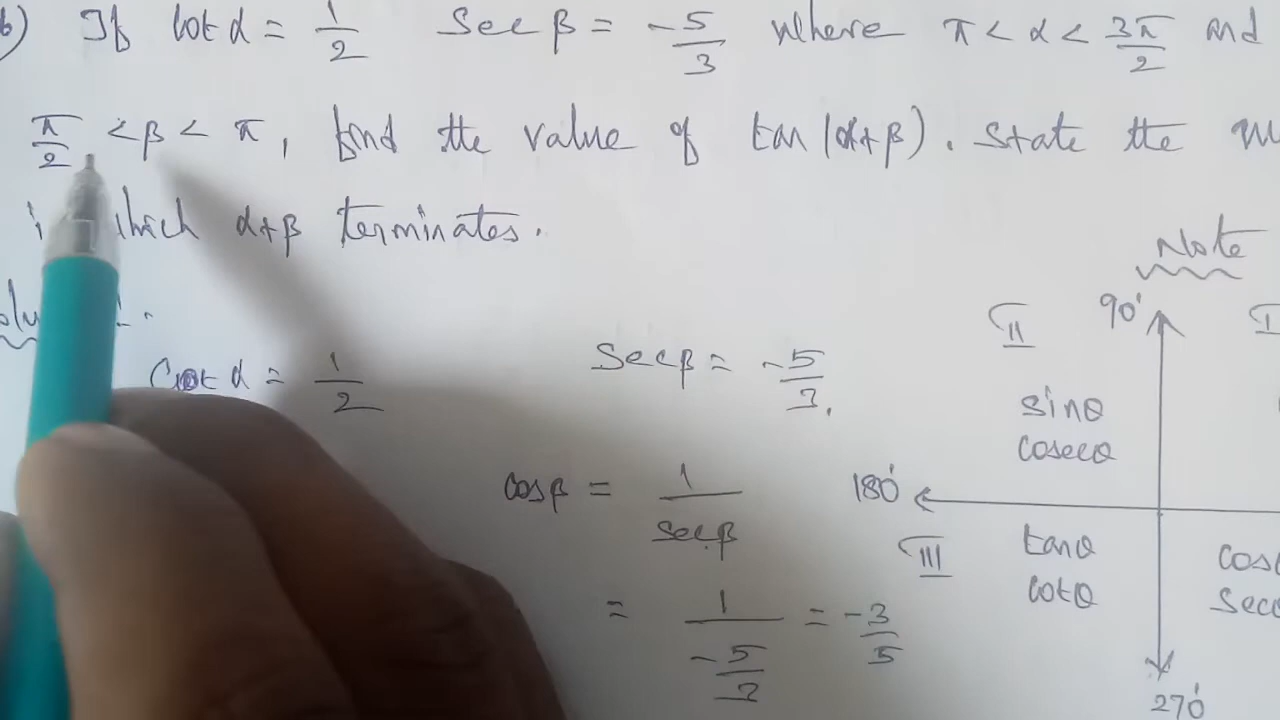 6) If cot α = 1/2 sec β = -5/3 where π < α < 3π/2 and
π/2 < β < π, find the value of tan(α+β). State the
which α+β terminates.
Note
cot α = 1/2
sec β = -5/3.
cos β = 1/sec β
= 1/(-5/3) = -3/5
90°
II
I
sinθ
cosecθ
180°
III
tanθ
cotθ
270°